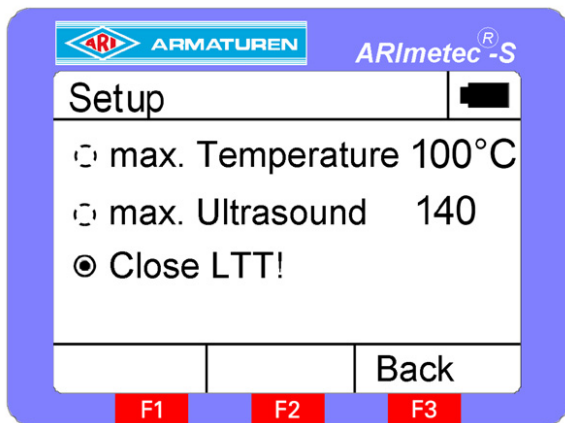 ARI ARMATUREN ARImetec®-S
Setup
max. Temperature 100°C
max. Ultrasound 140
Close LTT!
Back
F1 F2 F3